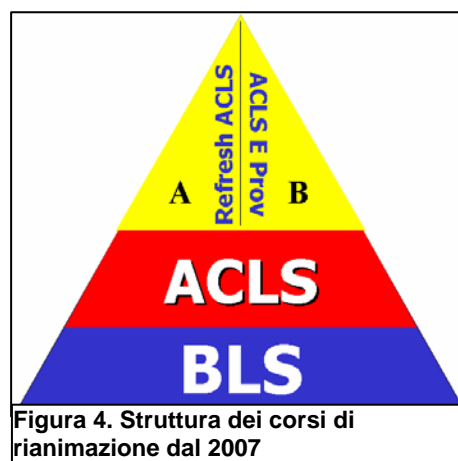 Refresh ACLS
ACLS E Prov
A
B
ACLS
BLS
Figura 4. Struttura dei corsi di
rianimazione dal 2007